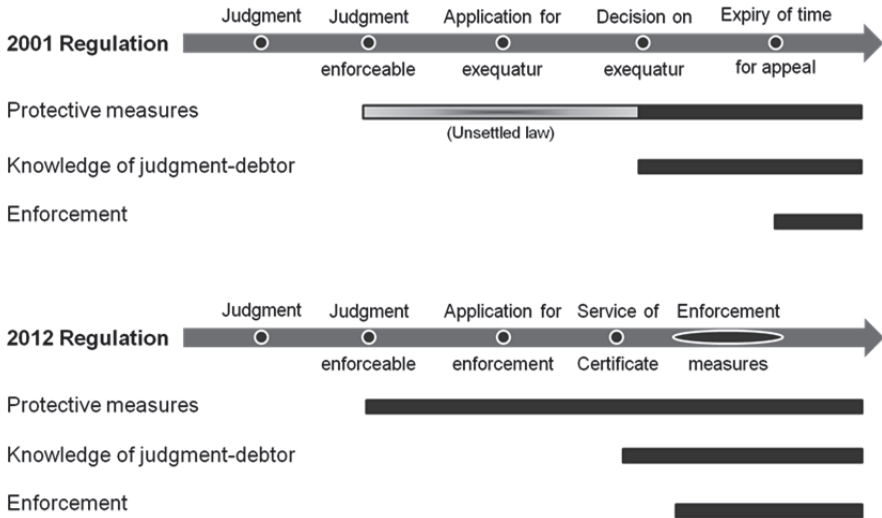 Judgment Judgment Application for Decision on Expiry of time
2001 Regulation
enforceable exequatur exequatur for appeal
Protective measures
(Unsettled law)
Knowledge of judgment-debtor
Enforcement
Judgment Judgment Application for Service of Enforcement
2012 Regulation
enforceable enforcement Certificate measures
Protective measures
Knowledge of judgment-debtor
Enforcement